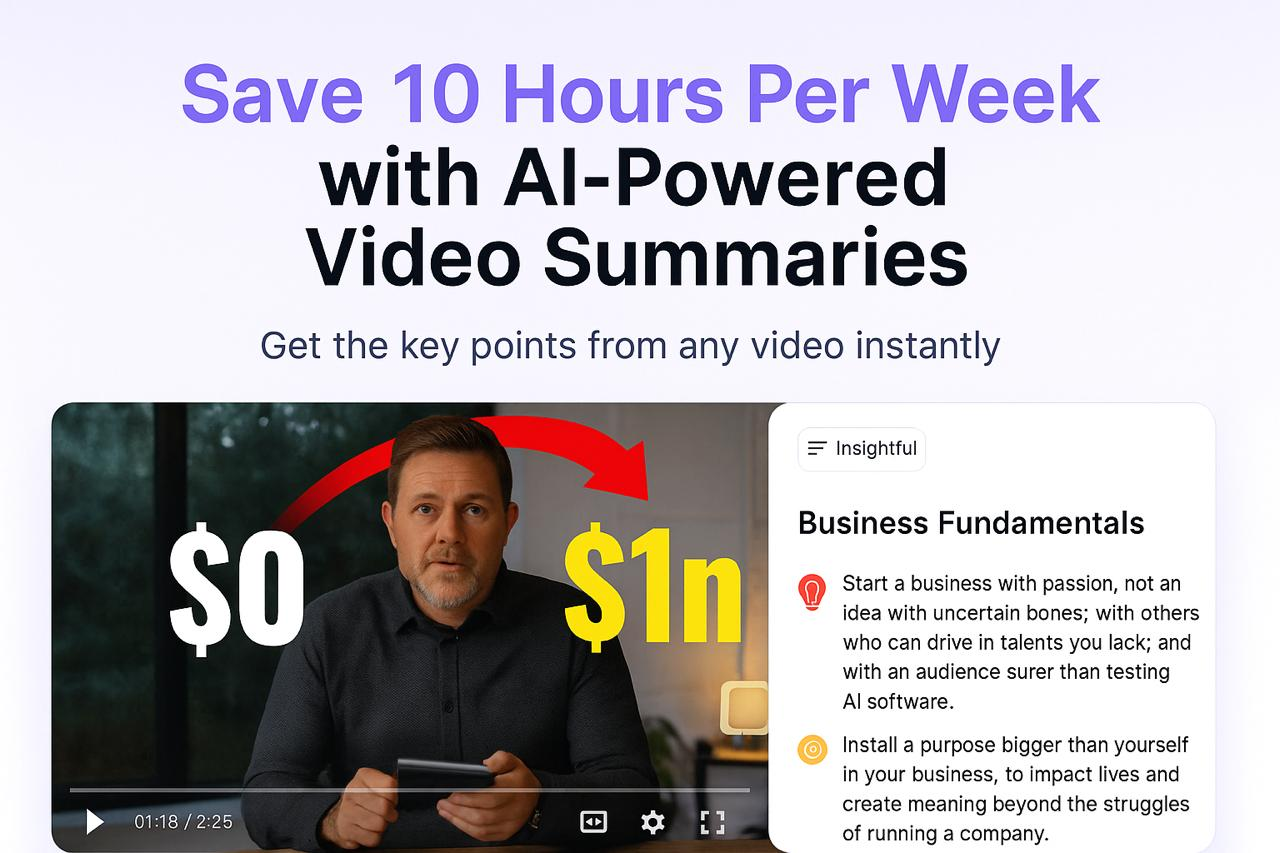 Save 10 Hours Per Week
with AI-Powered
Video Summaries
Get the key points from any video instantly
$0
$1n
01:18 / 2:25
Insightful
Business Fundamentals
Start a business with passion, not an
idea with uncertain bones; with others
who can drive in talents you lack; and
with an audience surer than testing
AI software.
Install a purpose bigger than yourself
in your business, to impact lives and
create meaning beyond the struggles
of running a company.